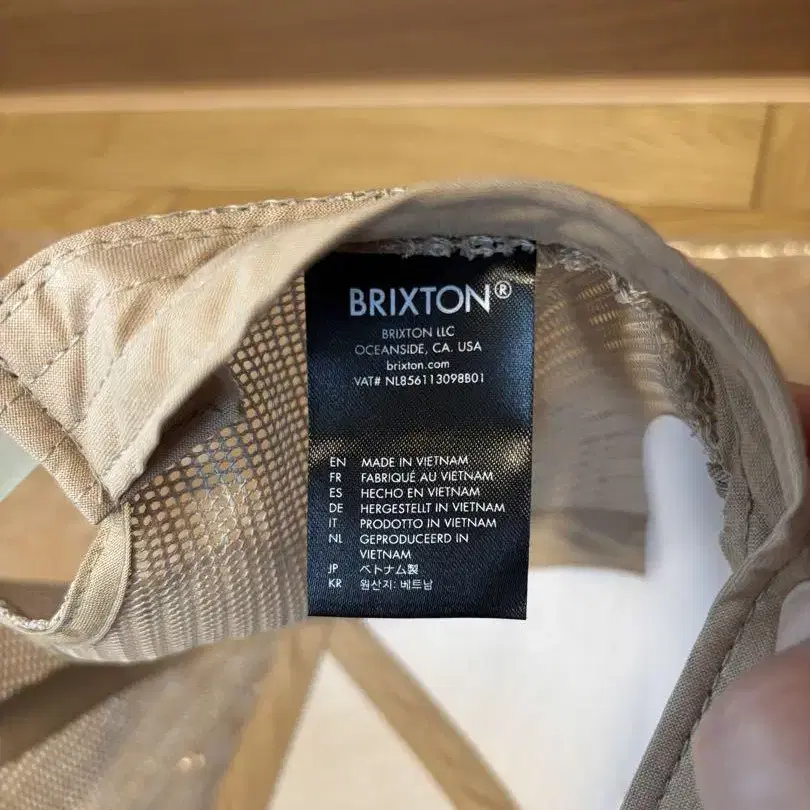 BRIXTON®
BRIXTON LLC
OCEANSIDE, CA. USA
brixton.com
VAT# NL856113098B01
EN MADE IN VIETNAM
FR FABRIQUÉ AU VIETNAM
ES HECHO EN VIETNAM
DE HERGESTELLT IN VIETNAM
IT PRODOTTO IN VIETNAM
NL GEPRODUCEERD IN
VIETNAM
JP ベトナム製
KR 원산지: 베트남